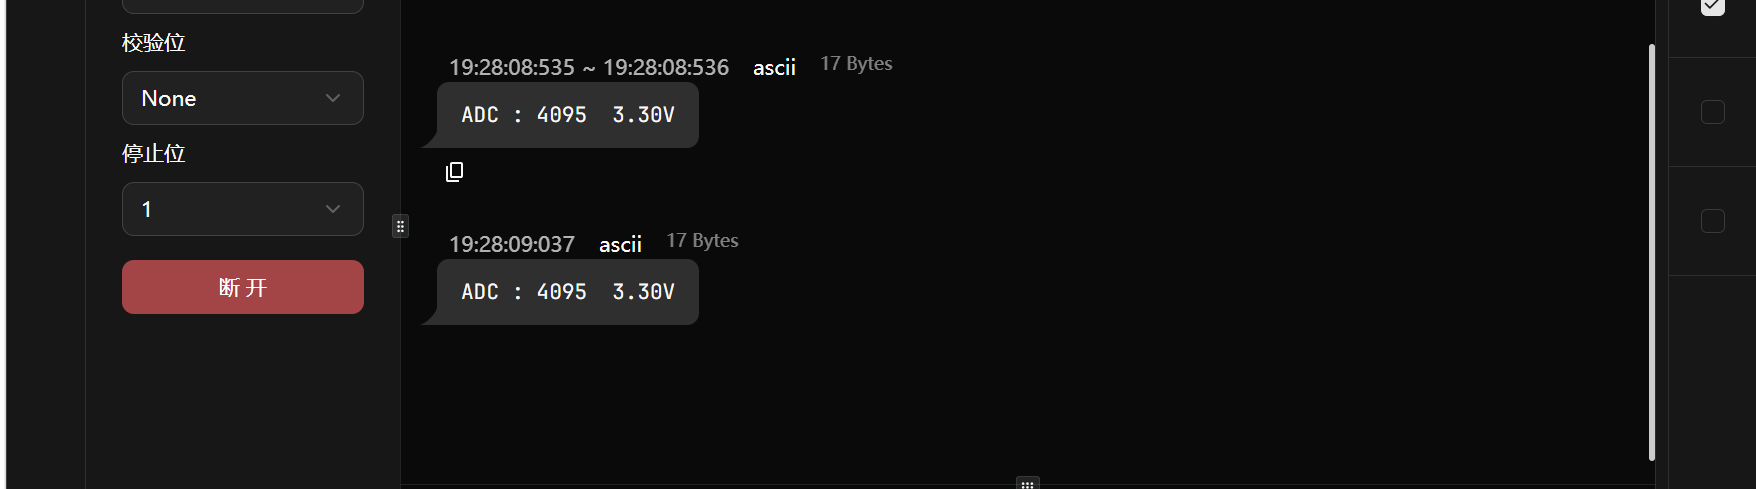 校验位
None
停止位
1
断 开
19:28:08:535 ~ 19:28:08:536 ascii 17 Bytes
ADC : 4095  3.30V
19:28:09:037 ascii 17 Bytes
ADC : 4095  3.30V